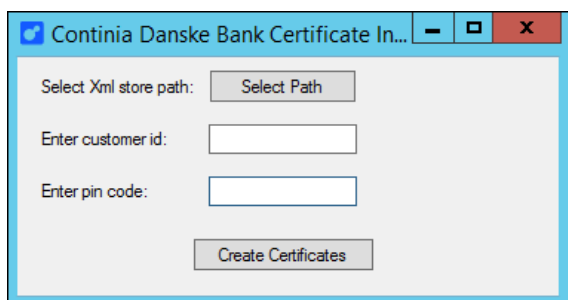 Continia Danske Bank Certificate In...
Select Xml store path: Select Path
Enter customer id:
Enter pin code:
Create Certificates